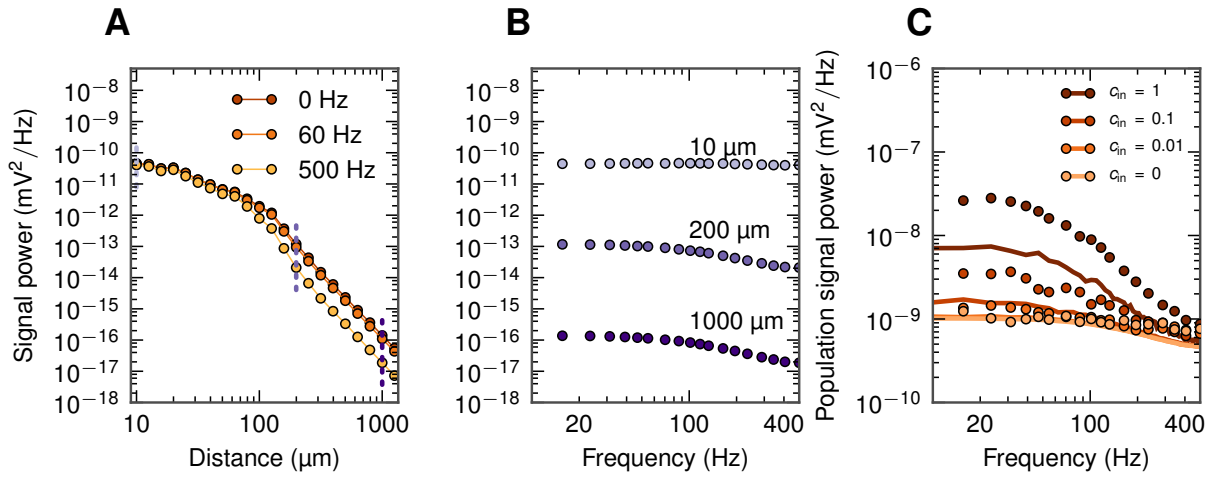 A
Signal power (mV²/Hz)
10⁻⁸
10⁻⁹
10⁻¹⁰
10⁻¹¹
10⁻¹²
10⁻¹³
10⁻¹⁴
10⁻¹⁵
10⁻¹⁶
10⁻¹⁷
10⁻¹⁸
0 Hz
60 Hz
500 Hz
10
100
1000
Distance (µm)
B
10⁻⁸
10⁻⁹
10⁻¹⁰
10⁻¹¹
10⁻¹²
10⁻¹³
10⁻¹⁴
10⁻¹⁵
10⁻¹⁶
10⁻¹⁷
10⁻¹⁸
10 µm
200 µm
1000 µm
20
100
400
Frequency (Hz)
C
Population signal power (mV²/Hz)
10⁻⁶
10⁻⁷
10⁻⁸
10⁻⁹
10⁻¹⁰
c_in = 1
c_in = 0.1
c_in = 0.01
c_in = 0
20
100
400
Frequency (Hz)